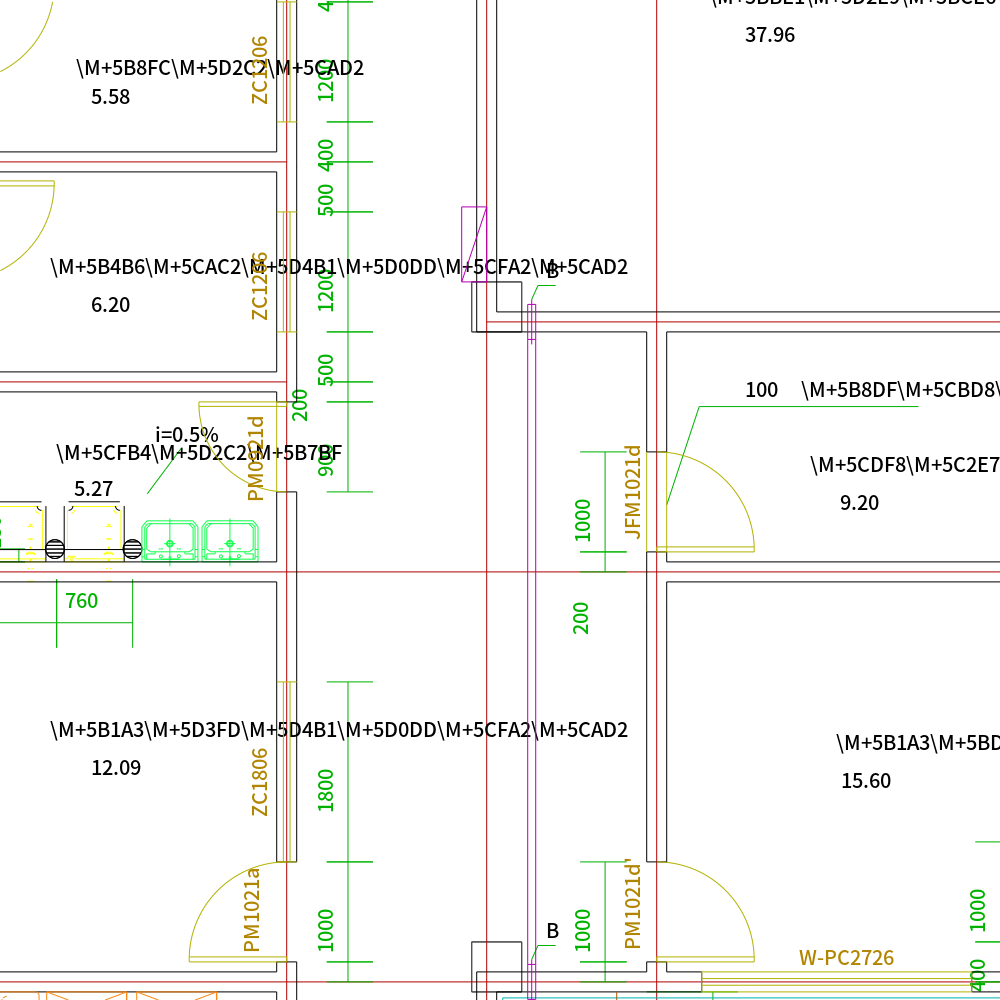 37.96
ZC1206
\M+5B8FC\M+5D2C2\M+5CAD2
5.58
1200
400
500
\M+5B4B6\M+5CAC2\M+5D4B1\M+5D0DD\M+5CFA2\M+5CAD2
6.20
ZC1206
1200
B
500
200
100 \M+5B8DF\M+5CBD8\
i=0.5%
\M+5CFB4\M+5D2C2\M+5B7BF
PM0921d
900
5.27
JFM1021d
\M+5CDF8\M+5C2E7
9.20
1000
760
200
\M+5B1A3\M+5D3FD\M+5D4B1\M+5D0DD\M+5CFA2\M+5CAD2
12.09
ZC1806
1800
\M+5B1A3\M+5BD
15.60
PM1021a
1000
B
1000
PM1021d'
1000
W-PC2726
400